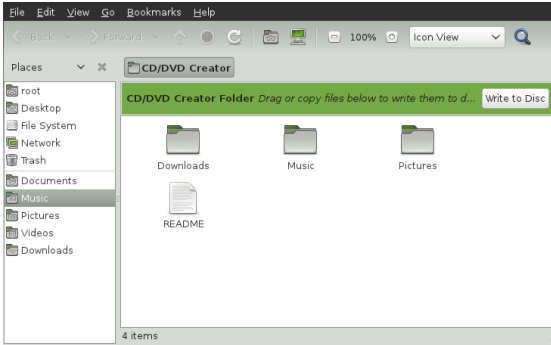 File Edit View Go Bookmarks Help
Back Forward 100% Icon View
Places CD/DVD Creator
root
Desktop
File System
Network
Trash
Documents
Music
Pictures
Videos
Downloads
CD/DVD Creator Folder Drag or copy files below to write them to d... Write to Disc
Downloads Music Pictures
README
4 items